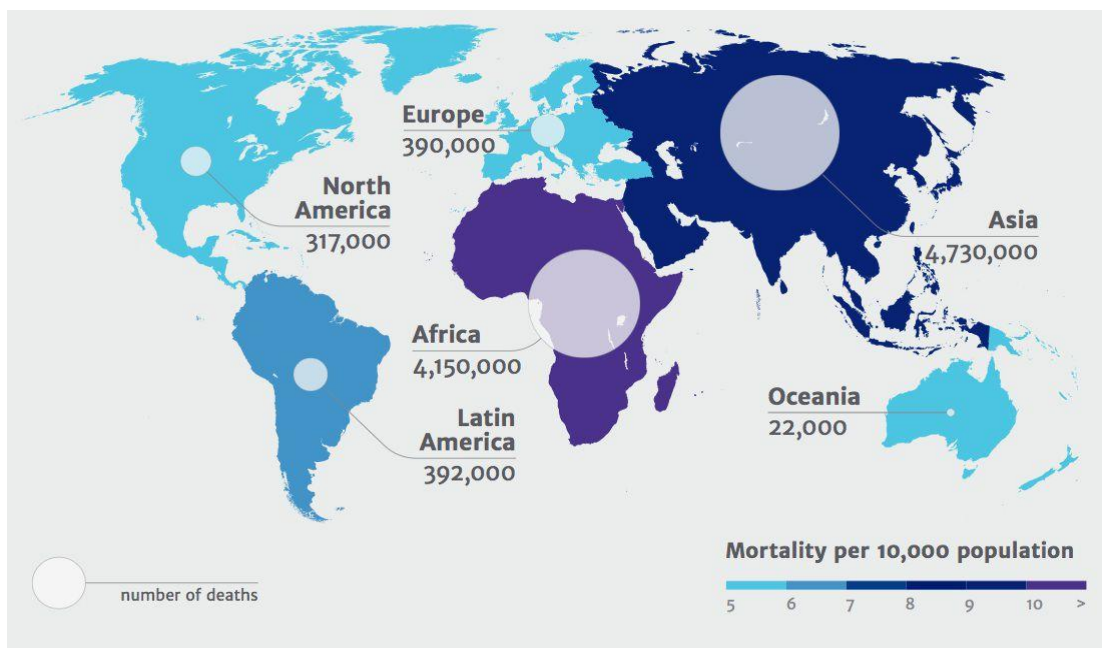 Europe
390,000
North
America
317,000
Asia
4,730,000
Africa
4,150,000
Oceania
22,000
Latin
America
392,000
Mortality per 10,000 population
5 6 7 8 9 10 >
number of deaths